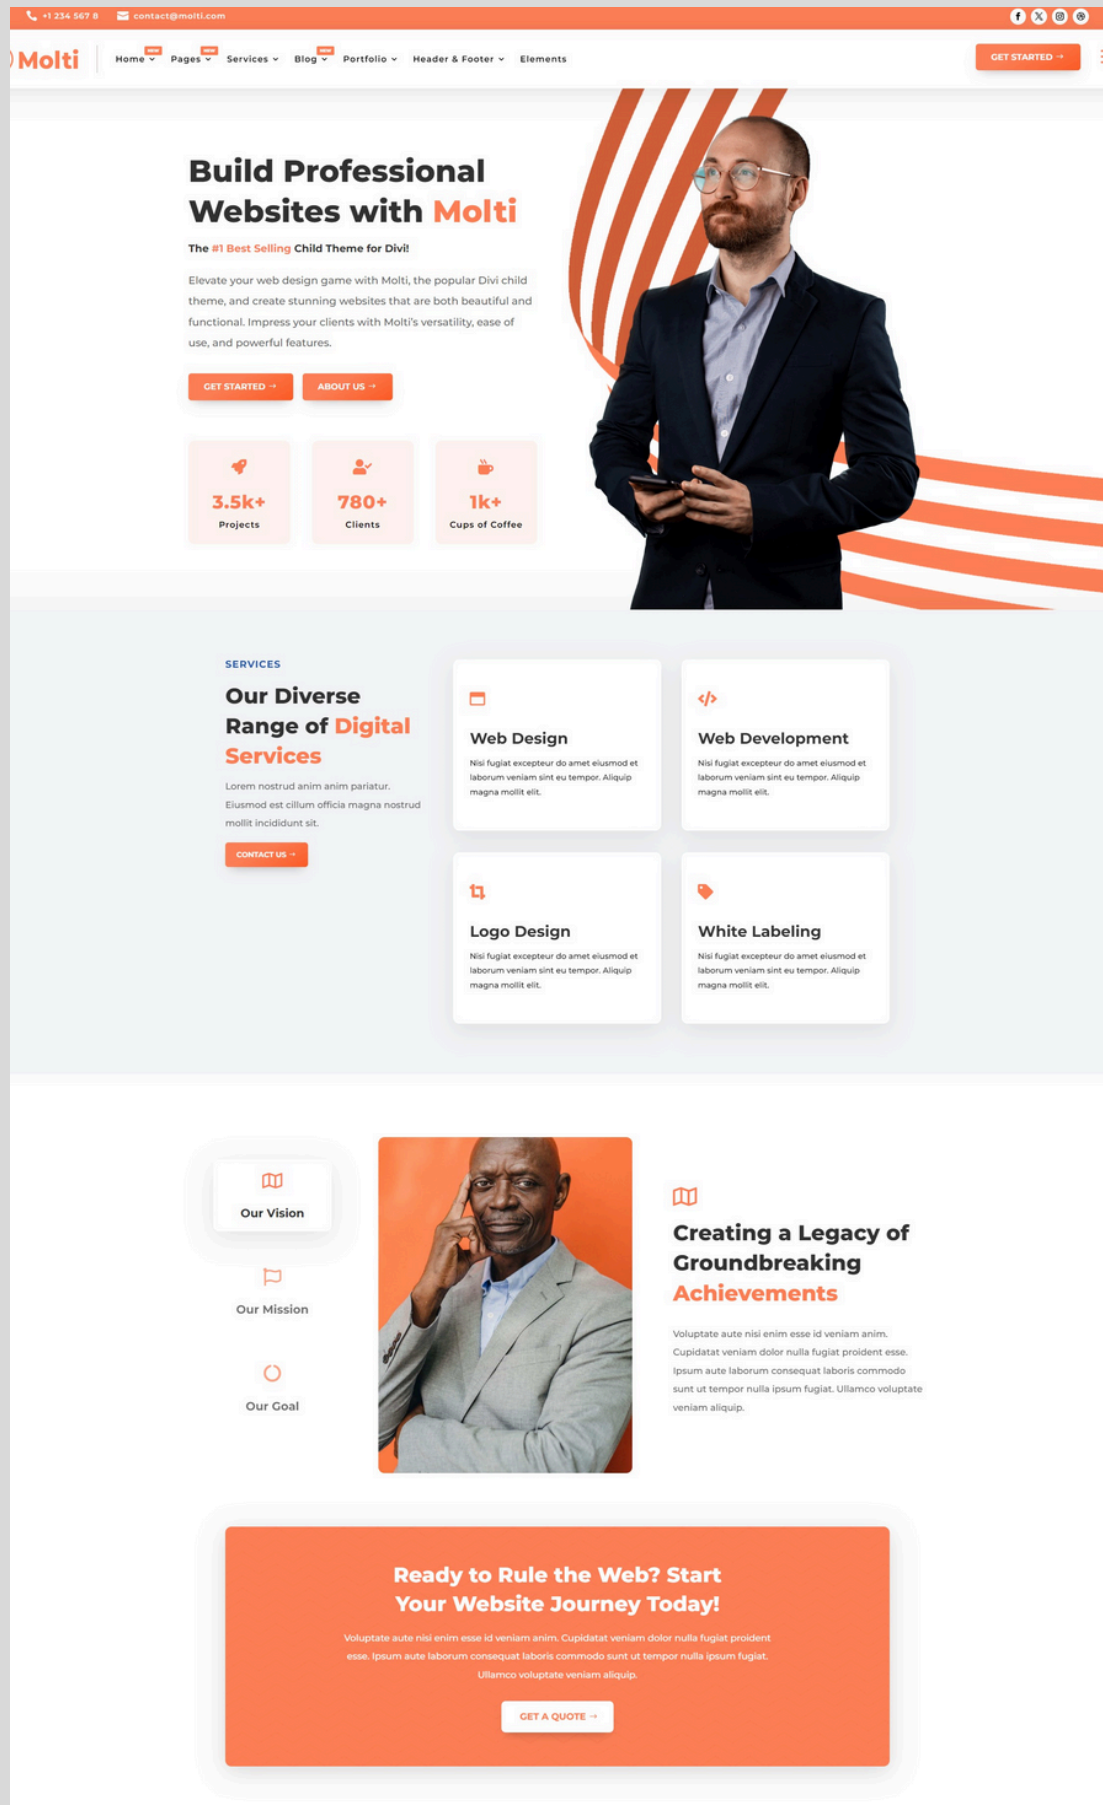 +1 234 567 8 contact@molti.com
Molti Home NEW Pages NEW Services Blog NEW Portfolio Header & Footer Elements GET STARTED →
Build Professional
Websites with Molti
The #1 Best Selling Child Theme for Divi!
Elevate your web design game with Molti, the popular Divi child
theme, and create stunning websites that are both beautiful and
functional. Impress your clients with Molti's versatility, ease of
use, and powerful features.
GET STARTED → ABOUT US →
3.5k+ 780+ 1k+
Projects Clients Cups of Coffee
SERVICES
Our Diverse
Range of Digital
Services
Lorem nostrud anim anim pariatur.
Eiusmod est cillum officia magna nostrud
mollit incididunt sit.
CONTACT US →
Web Design
Nisi fugiat excepteur do amet eiusmod et
laborum veniam sint eu tempor. Aliquip
magna mollit elit.
Web Development
Nisi fugiat excepteur do amet eiusmod et
laborum veniam sint eu tempor. Aliquip
magna mollit elit.
Logo Design
Nisi fugiat excepteur do amet eiusmod et
laborum veniam sint eu tempor. Aliquip
magna mollit elit.
White Labeling
Nisi fugiat excepteur do amet eiusmod et
laborum veniam sint eu tempor. Aliquip
magna mollit elit.
Our Vision
Our Mission
Our Goal
Creating a Legacy of
Groundbreaking
Achievements
Voluptate aute nisi enim esse id veniam anim.
Cupidatat veniam dolor nulla fugiat proident esse.
Ipsum aute laborum consequat laboris commodo
sunt ut tempor nulla ipsum fugiat. Ullamco voluptate
veniam aliquip.
Ready to Rule the Web? Start
Your Website Journey Today!
Voluptate aute nisi enim esse id veniam anim. Cupidatat veniam dolor nulla fugiat proident
esse. Ipsum aute laborum consequat laboris commodo sunt ut tempor nulla ipsum fugiat.
Ullamco voluptate veniam aliquip.
GET A QUOTE →